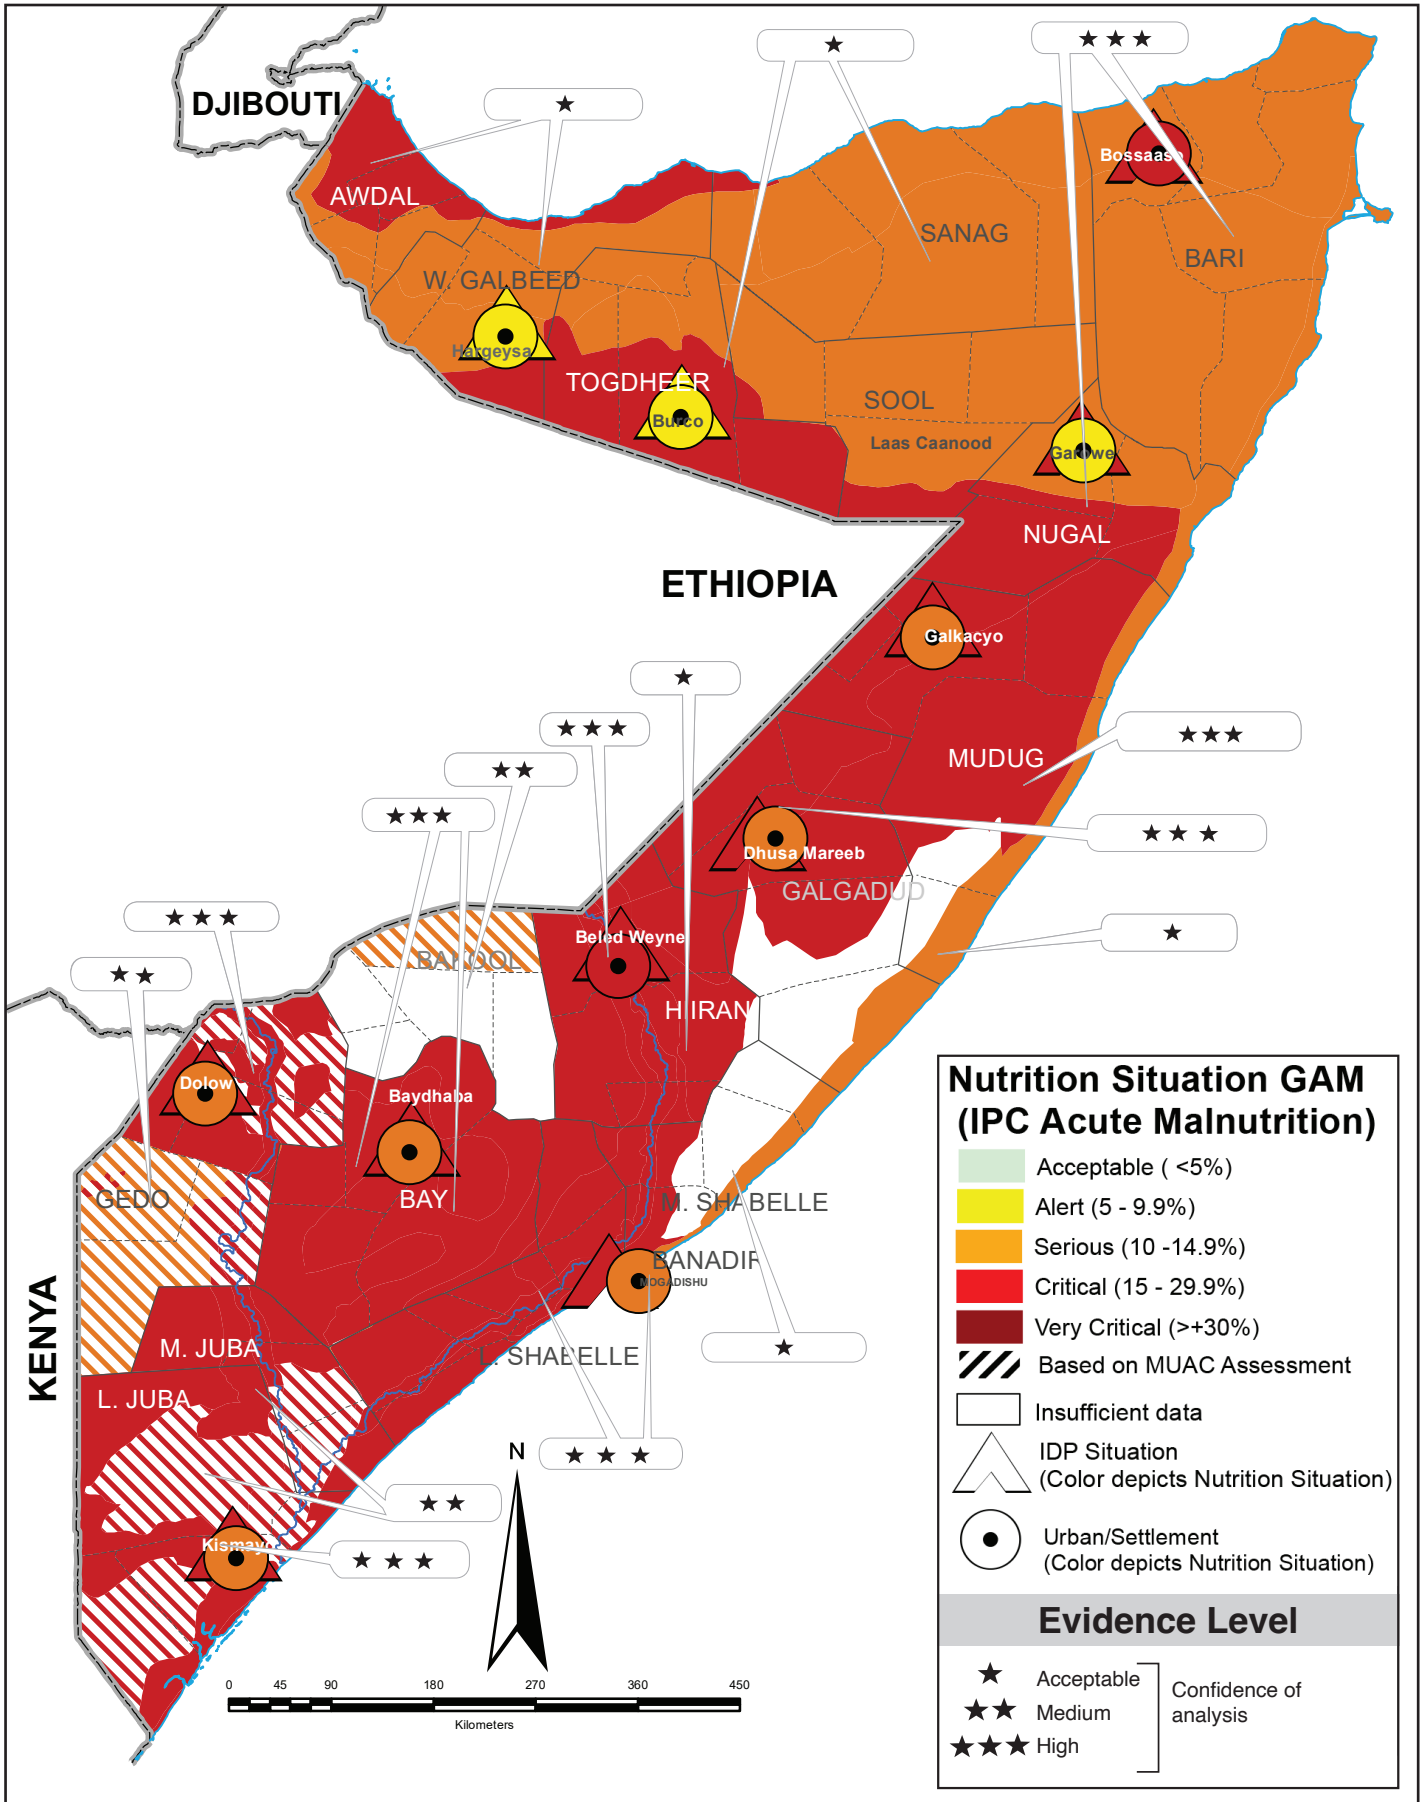 DJIBOUTI
AWDAL
W. GALBEED
Hargeysa
TOGDHEER
Burco
SANAG
SOOL
Laas Caanood
Bossaaso
BARI
Garowe
NUGAL
ETHIOPIA
Galkacyo
MUDUG
Dhusa Mareeb
GALGADUD
Beled Weyne
BAKOOL
HIIRAN
Dolow
Baydhaba
BAY
GEDO
M. SHABELLE
BANADIR
MOGADISHU
KENYA
M. JUBA
L. SHABELLE
L. JUBA
Kismayo
N
0 45 90 180 270 360 450
Kilometers
Nutrition Situation GAM
(IPC Acute Malnutrition)
Acceptable ( <5%)
Alert (5 - 9.9%)
Serious (10 -14.9%)
Critical (15 - 29.9%)
Very Critical (>+30%)
Based on MUAC Assessment
Insufficient data
IDP Situation
(Color depicts Nutrition Situation)
Urban/Settlement
(Color depicts Nutrition Situation)
Evidence Level
Acceptable
Medium
High
Confidence of
analysis